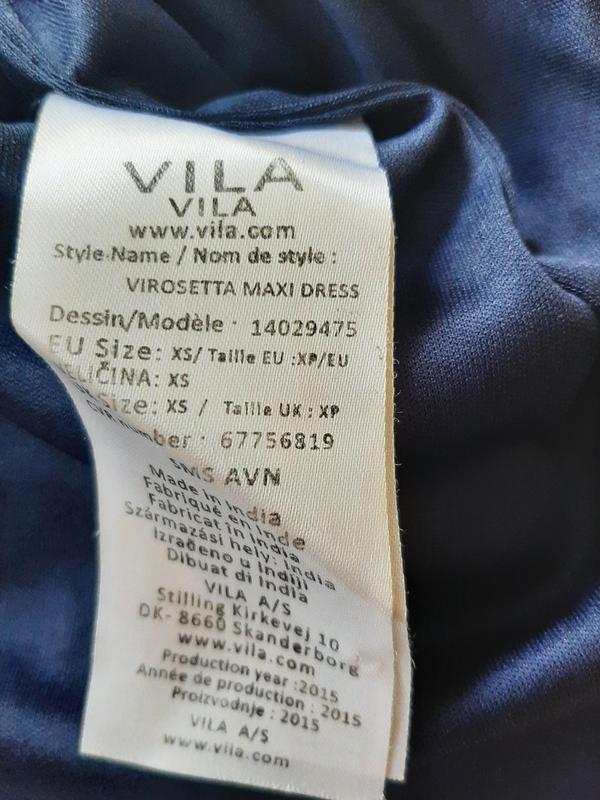 VILA
VILA
www.vila.com
Style-Name / Nom de style :
VIROSETTA MAXI DRESS
Dessin/Modèle · 14029475
EU Size: XS/ Taille EU :XP/EU
VELIČINA: XS
Size: XS / Taille UK : XP
number · 67756819
SMS AVN
Made in India
Fabriqué en Inde
Fabricat în India
Származási hely: India
Izrađeno u Indiji
Dibuat di India
VILA A/S
Stilling Kirkevej 10
DK- 8660 Skanderborg
www.vila.com
Production year :2015
Année de production : 2015
Proizvodnje : 2015
VILA A/S
www.vila.com